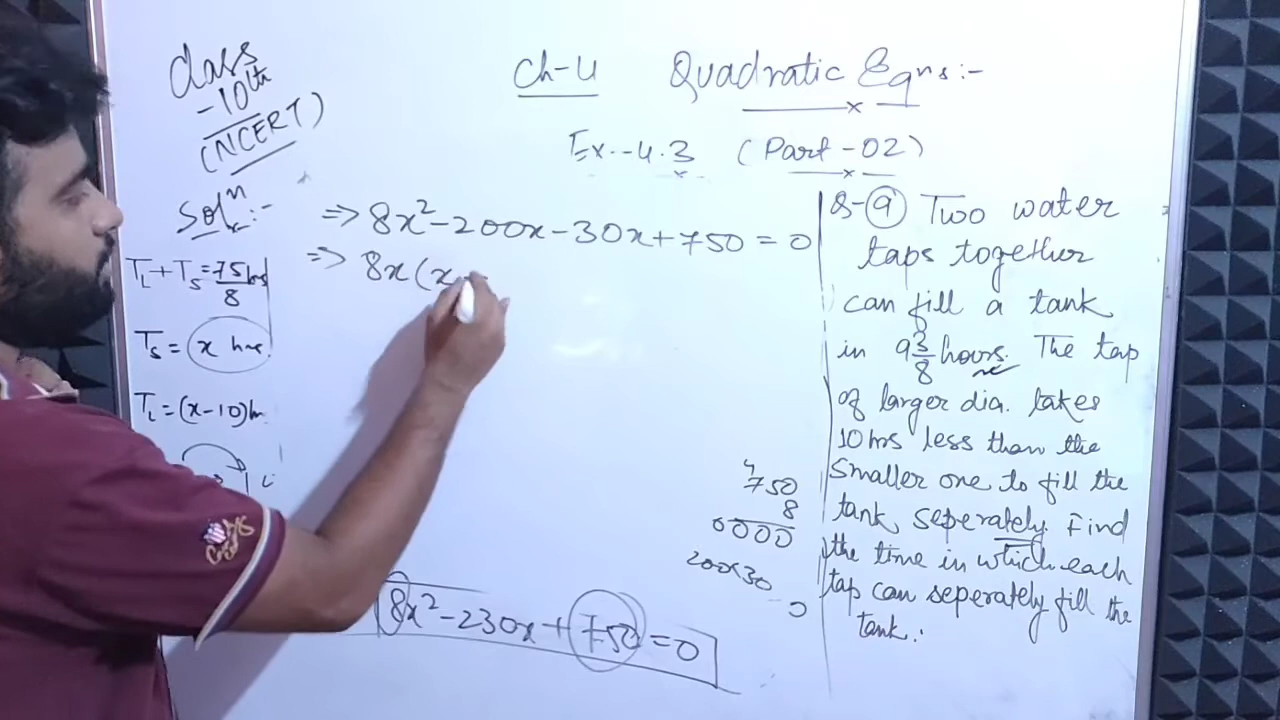 Class
-10th
(NCERT)
Ch-4 Quadratic Eqns:-
Ex.-4.3 (Part-02)
Soln:-
TL+TS=75/8 hrs
TS=(x hrs
TL=(x-10)h
⇒ 8x²-200x-30x+750=0
⇒ 8x(x
8-9 Two water
taps together
can fill a tank
in 9 3/8 hours. The tap
of larger dia. takes
10 hrs less than the
smaller one to fill the
tank seperately. Find
the time in which each
tap can seperately fill the
tank.
4
750
8
6000
200×30
8x²-230x+750=0